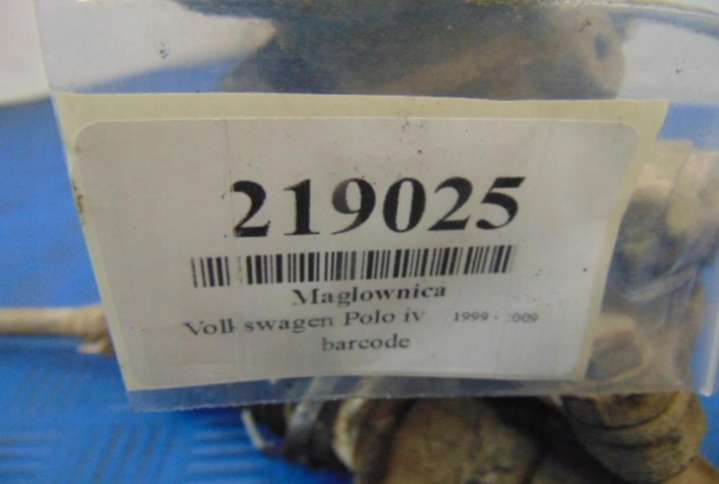 219025
Maglownica
Volkswagen Polo iv 1999 - 2009
barcode